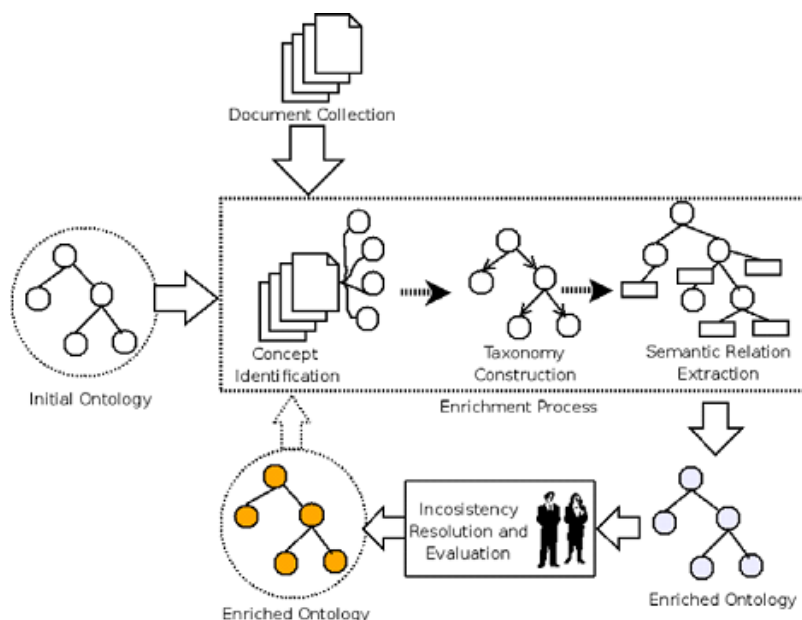 Document Collection
Concept
Identification
Taxonomy
Construction
Semantic Relation
Extraction
Initial Ontology
Enrichment Process
Incosistency
Resolution and
Evaluation
Enriched Ontology
Enriched Ontology